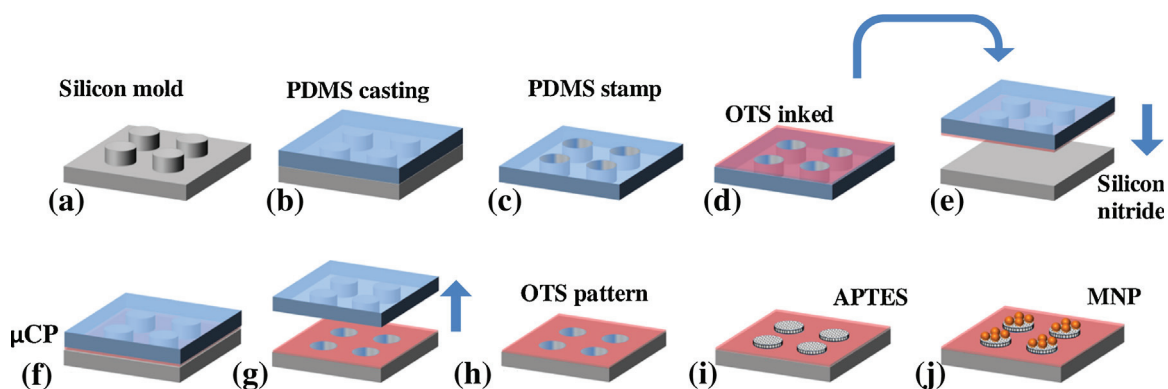 Silicon mold
PDMS casting
PDMS stamp
OTS inked
(a)
(b)
(c)
(d)
(e)
Silicon
nitride
μCP
OTS pattern
APTES
MNP
(f)
(g)
(h)
(i)
(j)